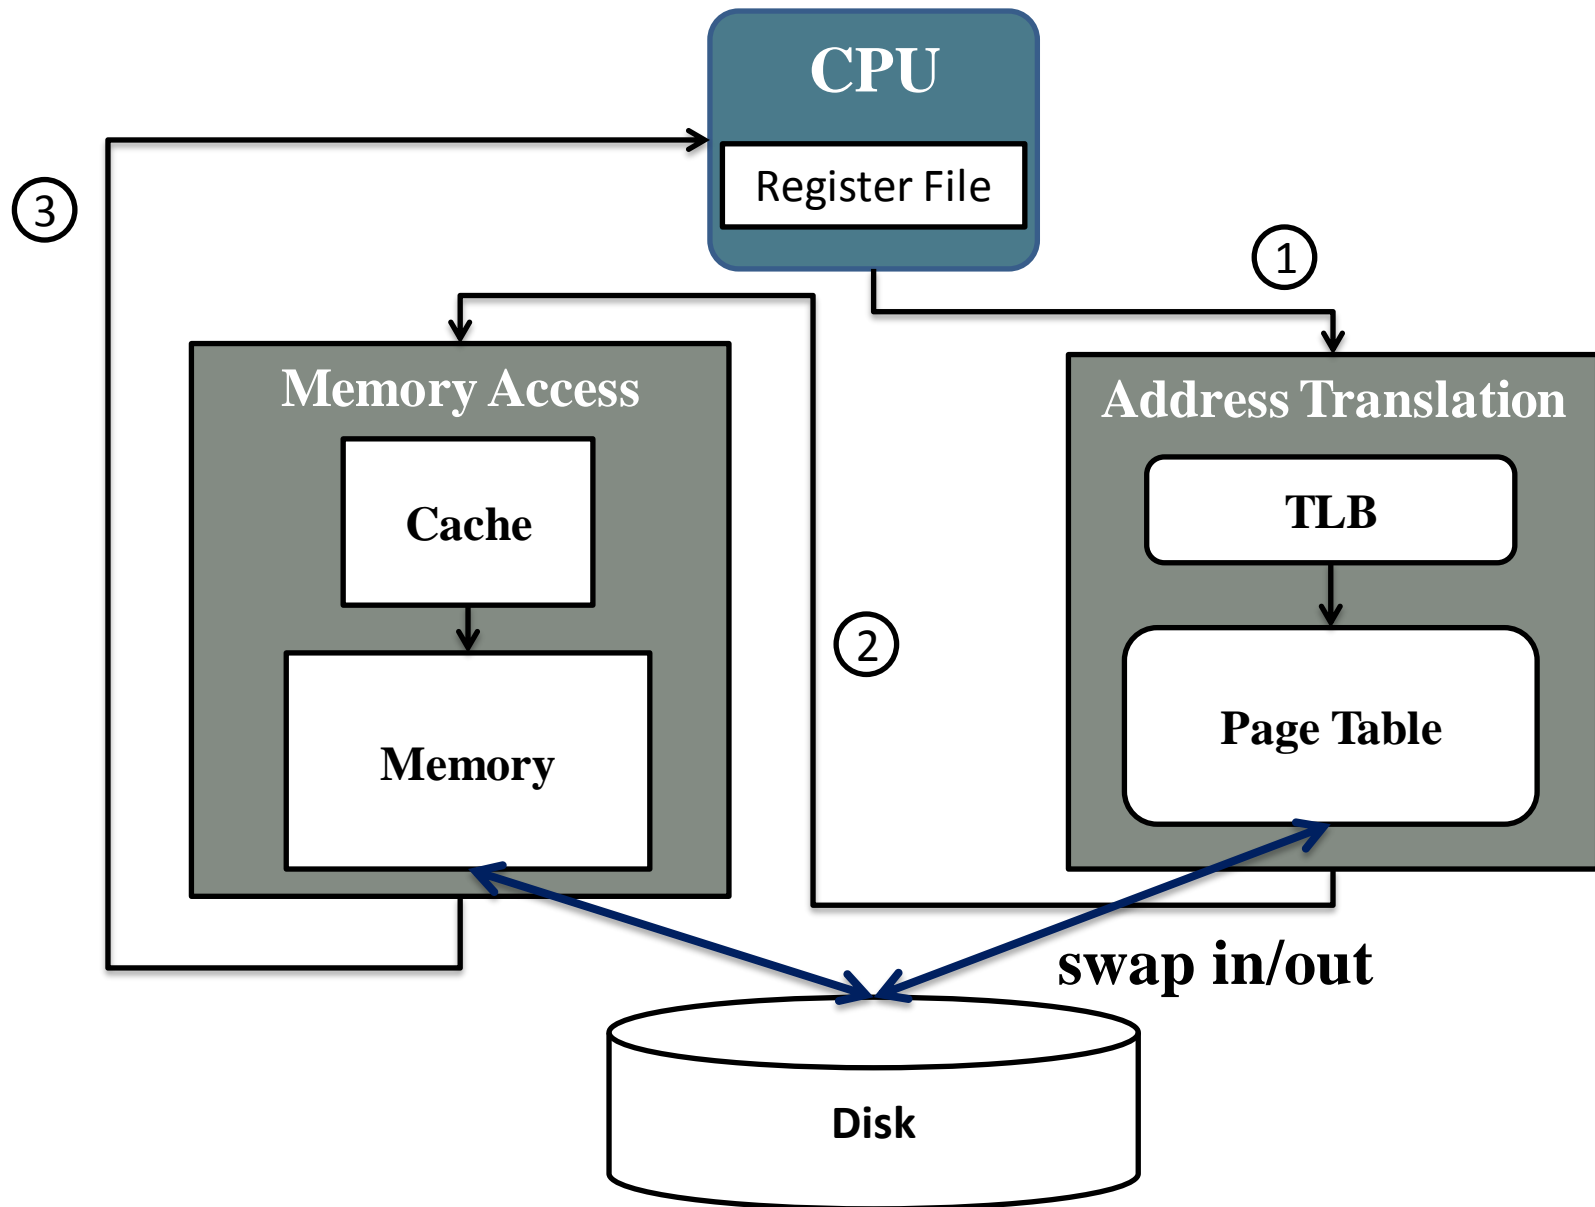 CPU
Register File
3
1
Memory Access
Address Translation
Cache
TLB
2
Memory
Page Table
swap in/out
Disk